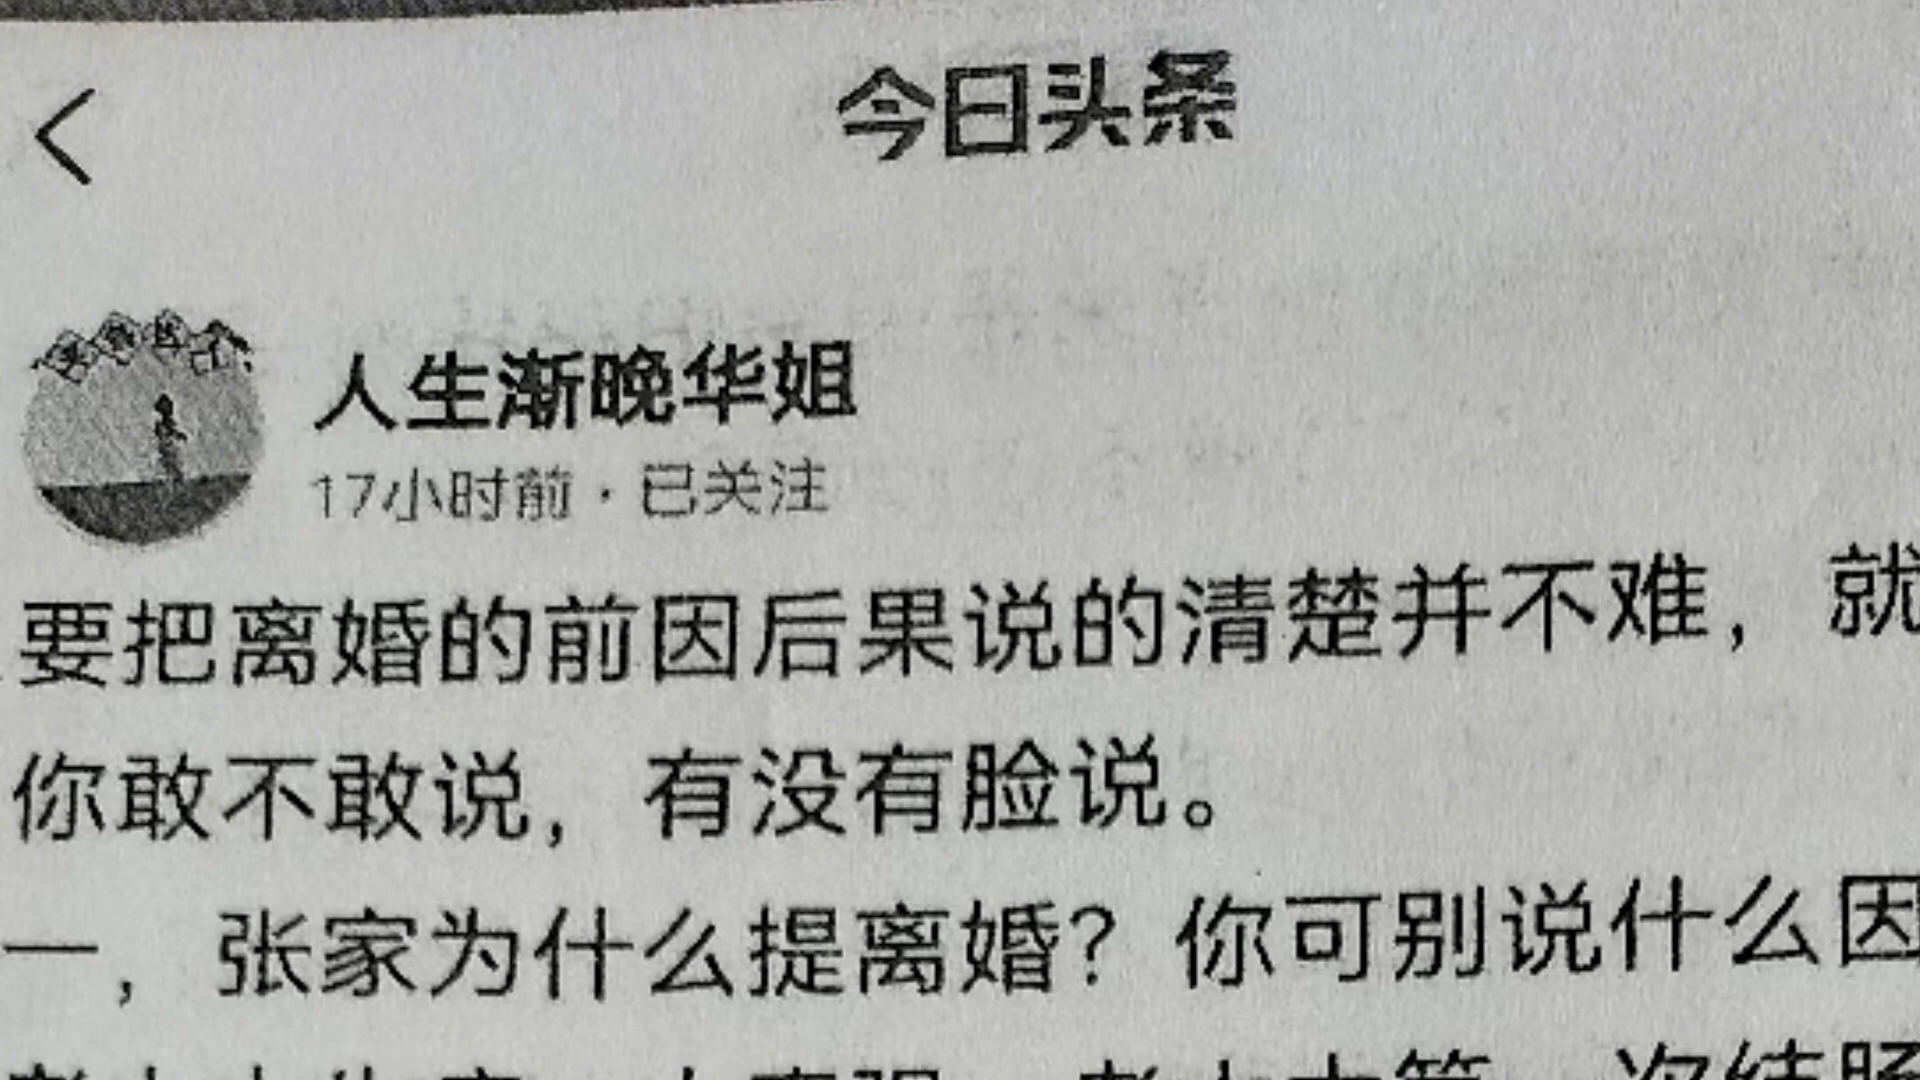 今日头条
人生渐晚华姐
17小时前·已关注
要把离婚的前因后果说的清楚并不难，就
你敢不敢说，有没有脸说。
一，张家为什么提离婚？你可别说什么因